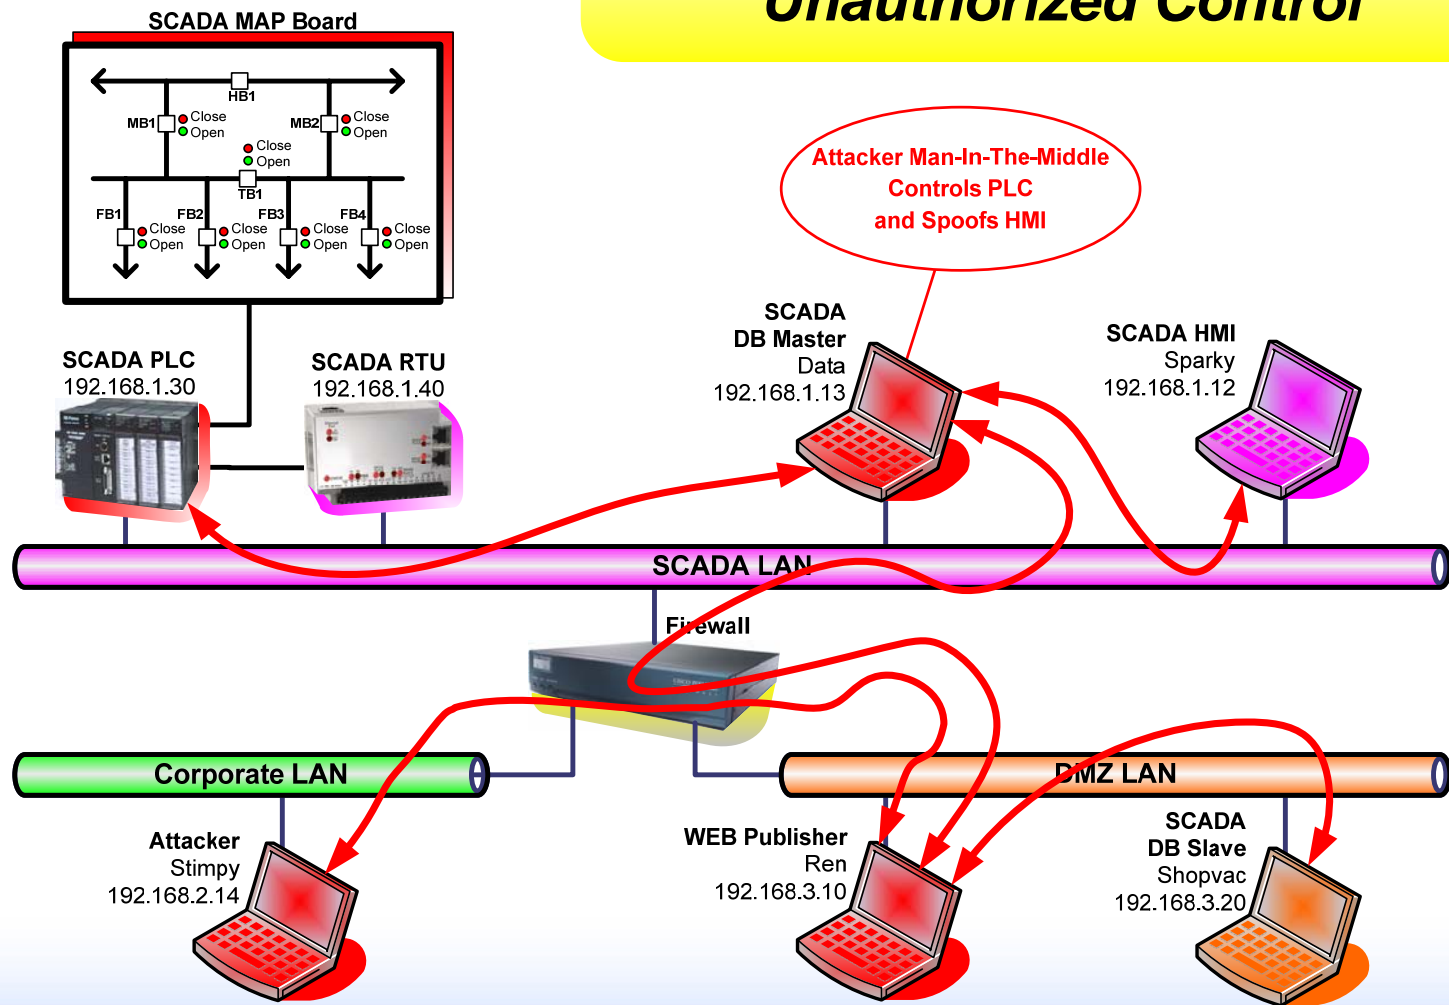 Unauthorized Control
SCADA MAP Board
HB1
MB1
Close
Open
MB2
Close
Open
Close
Open
TB1
FB1
Close
Open
FB2
Close
Open
FB3
Close
Open
FB4
Close
Open
Attacker Man-In-The-Middle
Controls PLC
and Spoofs HMI
SCADA PLC
192.168.1.30
SCADA RTU
192.168.1.40
SCADA
DB Master
Data
192.168.1.13
SCADA HMI
Sparky
192.168.1.12
SCADA LAN
Firewall
Corporate LAN
DMZ LAN
Attacker
Stimpy
192.168.2.14
WEB Publisher
Ren
192.168.3.10
SCADA
DB Slave
Shopvac
192.168.3.20